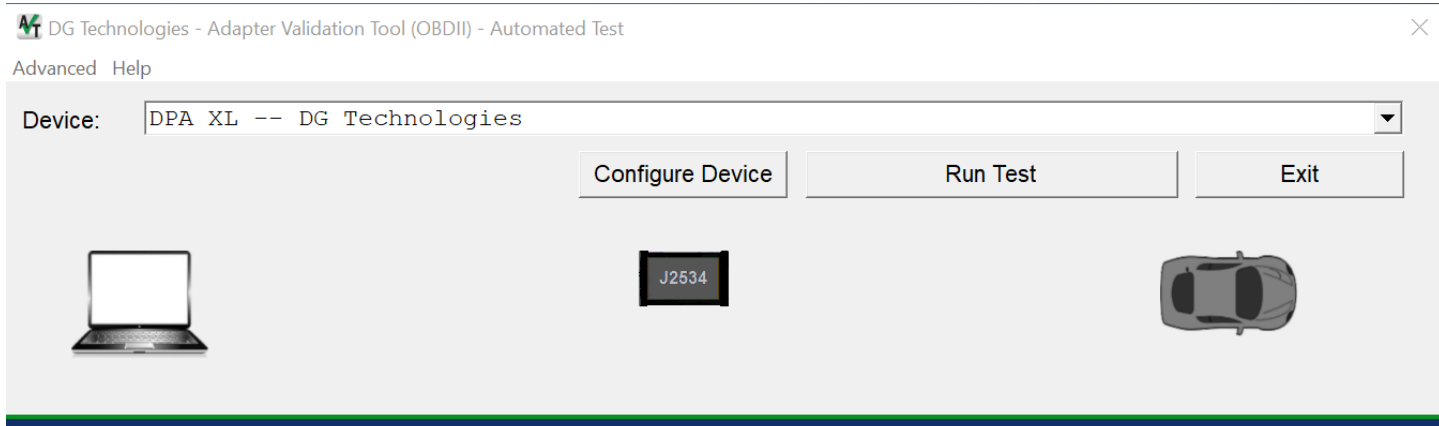 AVT DG Technologies - Adapter Validation Tool (OBDII) - Automated Test
Advanced Help
Device: DPA XL -- DG Technologies
Configure Device Run Test Exit
J2534